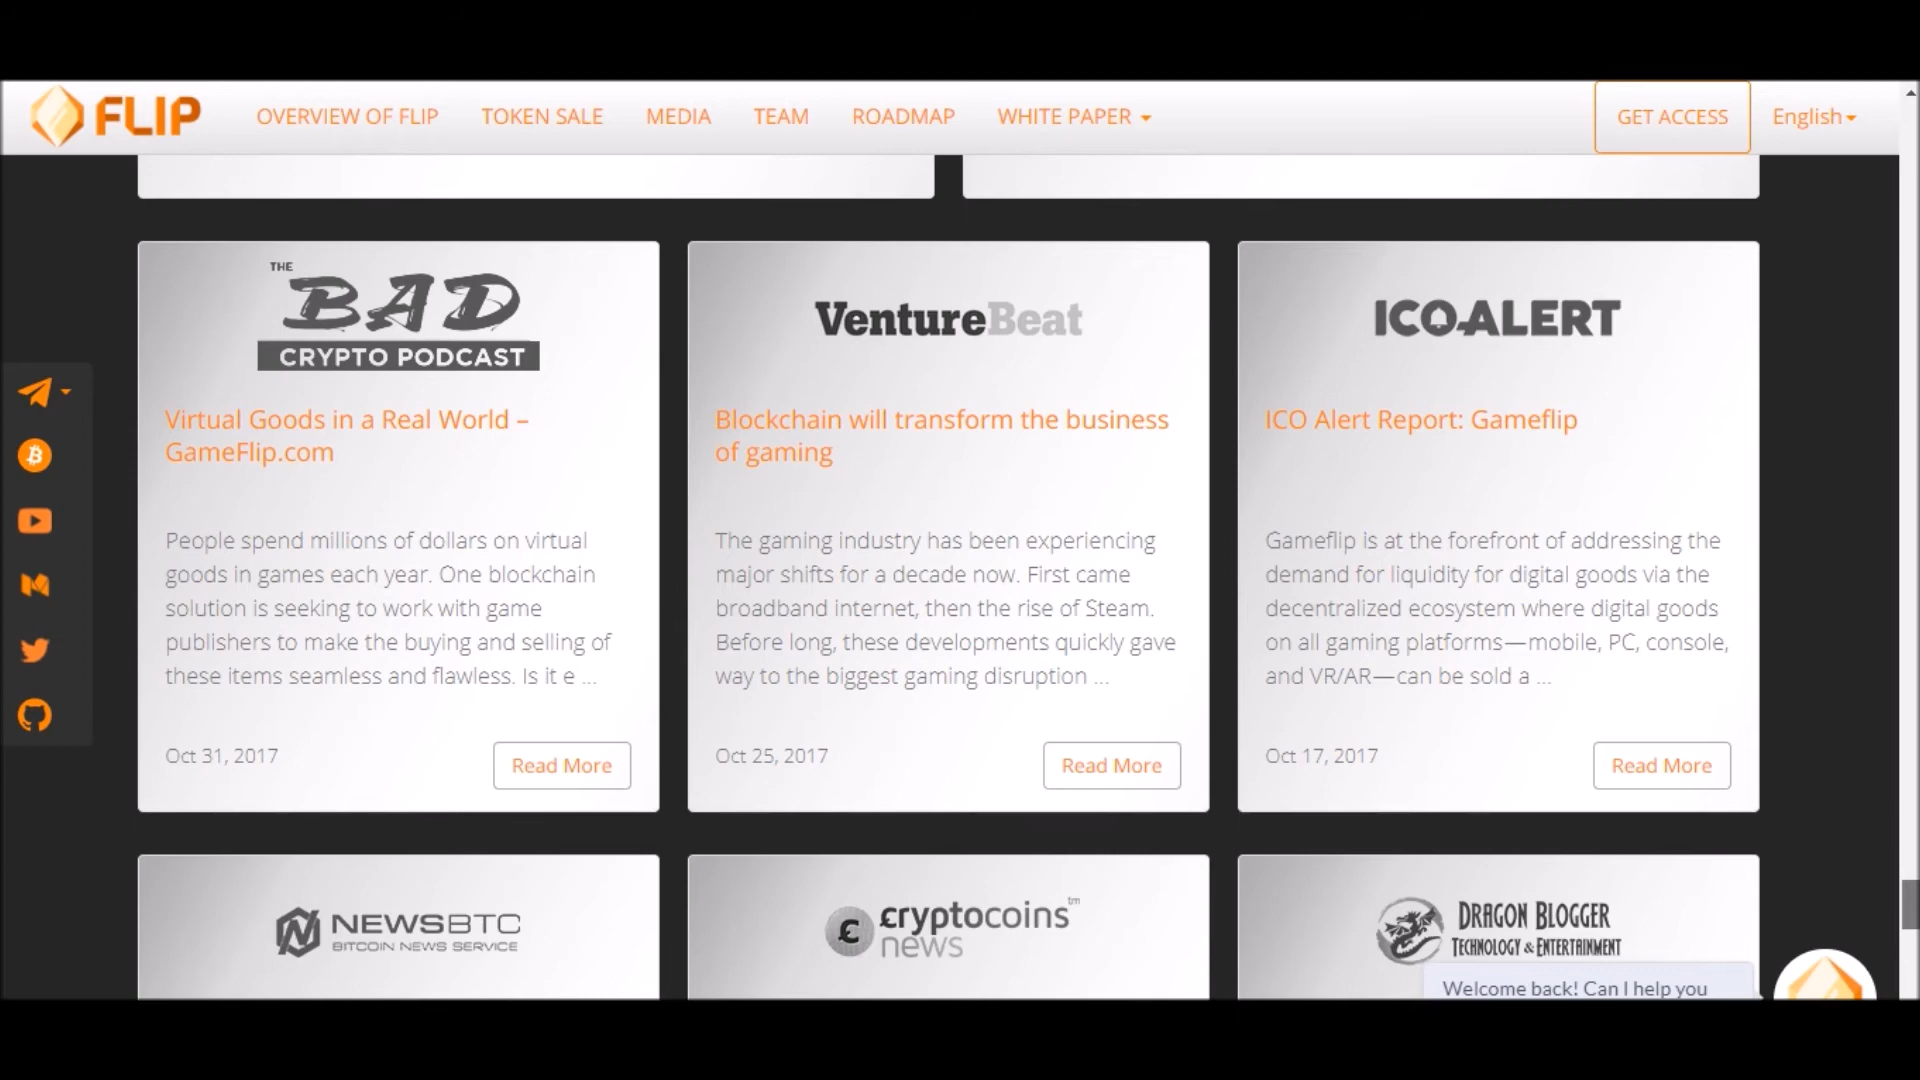 FLIP OVERVIEW OF FLIP TOKEN SALE MEDIA TEAM ROADMAP WHITE PAPER GET ACCESS English
THE
BAD
CRYPTO PODCAST
Virtual Goods in a Real World –
GameFlip.com
People spend millions of dollars on virtual
goods in games each year. One blockchain
solution is seeking to work with game
publishers to make the buying and selling of
these items seamless and flawless. Is it e ...
Oct 31, 2017
Read More
VentureBeat
Blockchain will transform the business
of gaming
The gaming industry has been experiencing
major shifts for a decade now. First came
broadband internet, then the rise of Steam.
Before long, these developments quickly gave
way to the biggest gaming disruption ...
Oct 25, 2017
Read More
ICO ALERT
ICO Alert Report: Gameflip
Gameflip is at the forefront of addressing the
demand for liquidity for digital goods via the
decentralized ecosystem where digital goods
on all gaming platforms—mobile, PC, console,
and VR/AR—can be sold a ...
Oct 17, 2017
Read More
NEWSBTC
BITCOIN NEWS SERVICE
cryptocoins™
news
DRAGON BLOGGER
TECHNOLOGY & ENTERTAINMENT
Welcome back! Can I help you